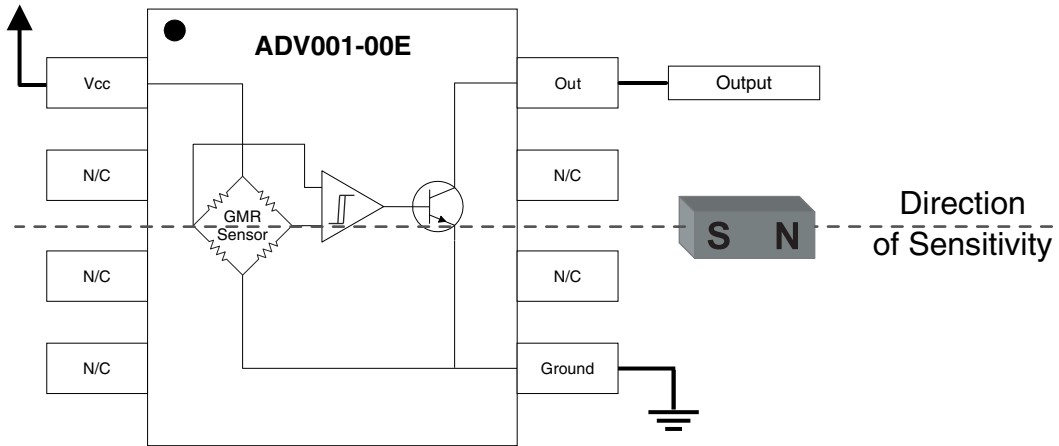 ADV001-00E
Vcc
Out
Output
N/C
N/C
GMR
Sensor
S N
Direction
of Sensitivity
N/C
N/C
N/C
Ground